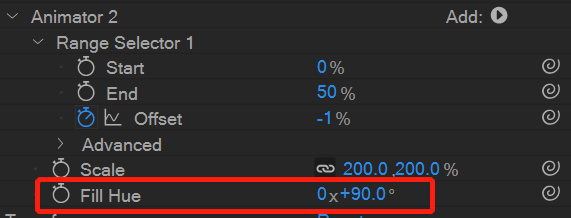 Animator 2 Add:
Range Selector 1
Start 0 %
End 50 %
Offset -1 %
Advanced
Scale 200.0 ,200.0 %
Fill Hue 0 x +90.0 °